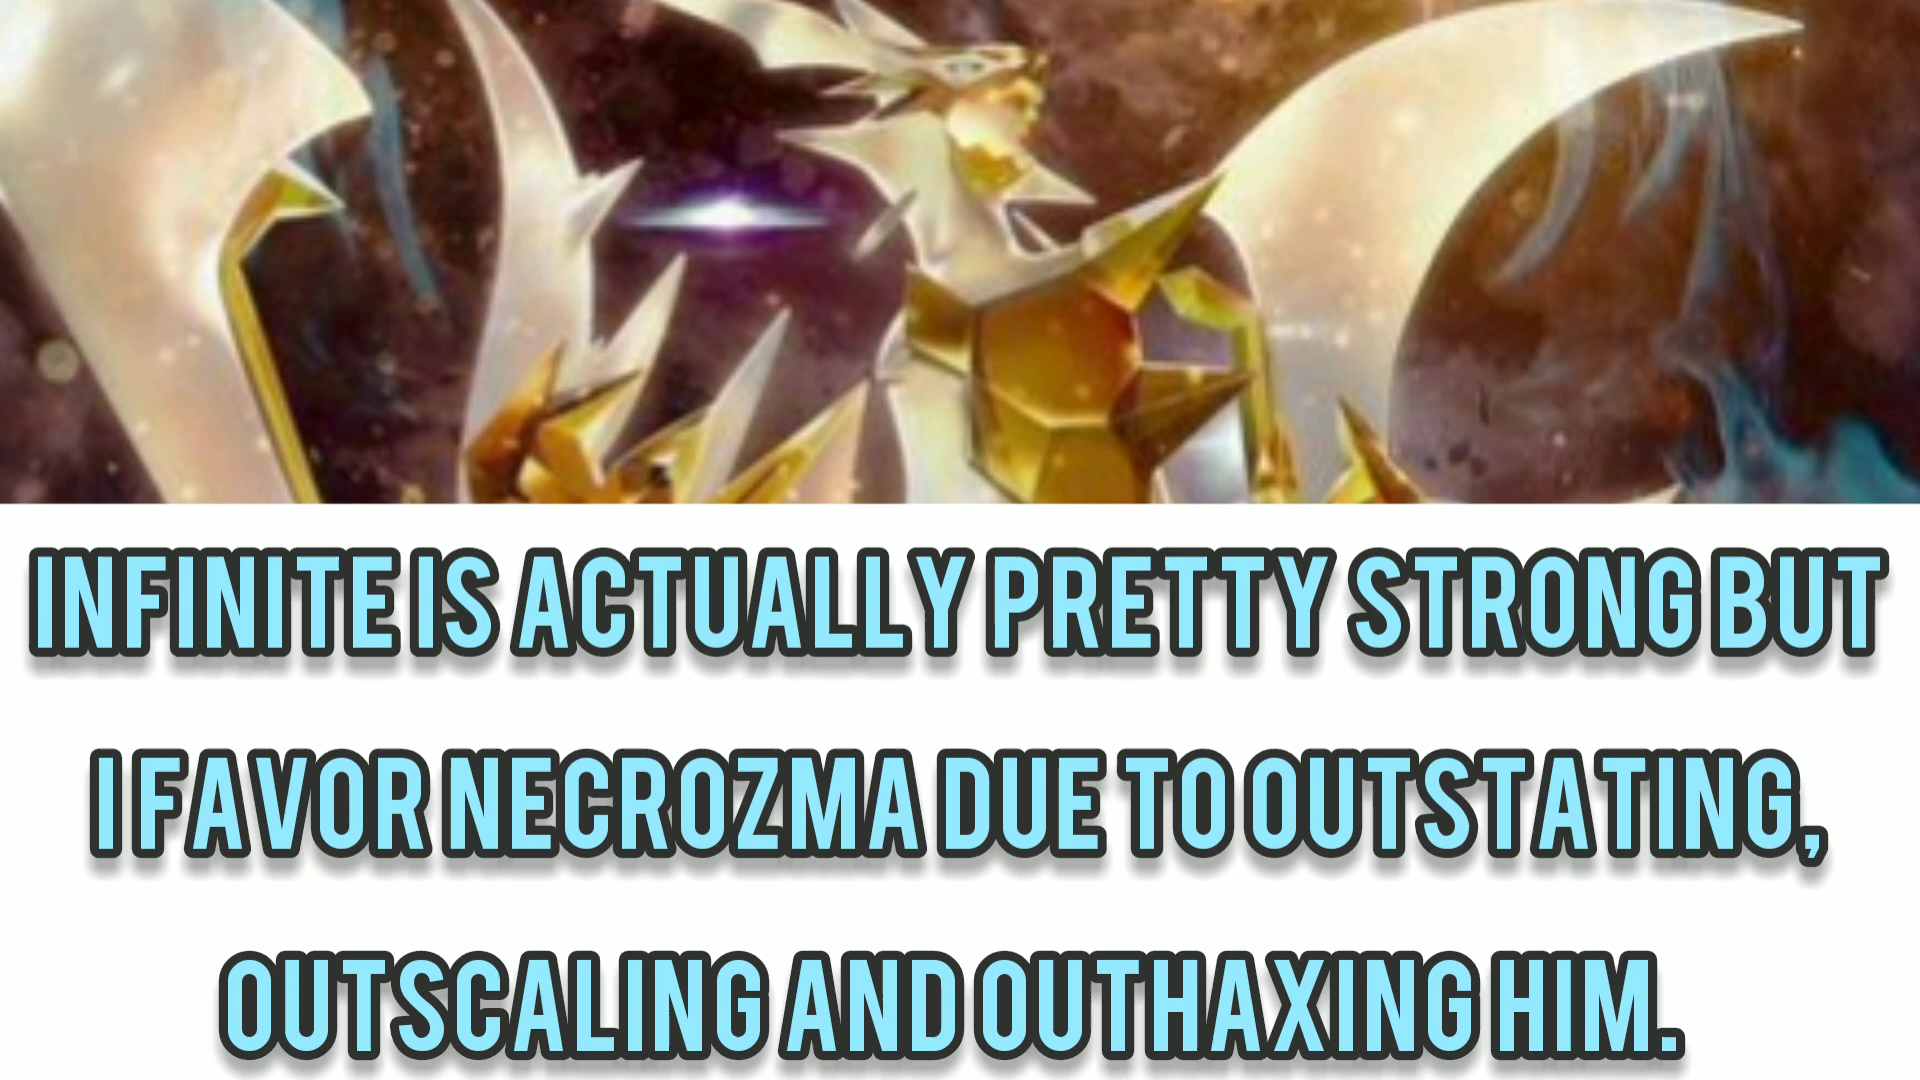 INFINITE IS ACTUALLY PRETTY STRONG BUT
I FAVOR NECROZMA DUE TO OUTSTATING,
OUTSCALING AND OUTHAXING HIM.